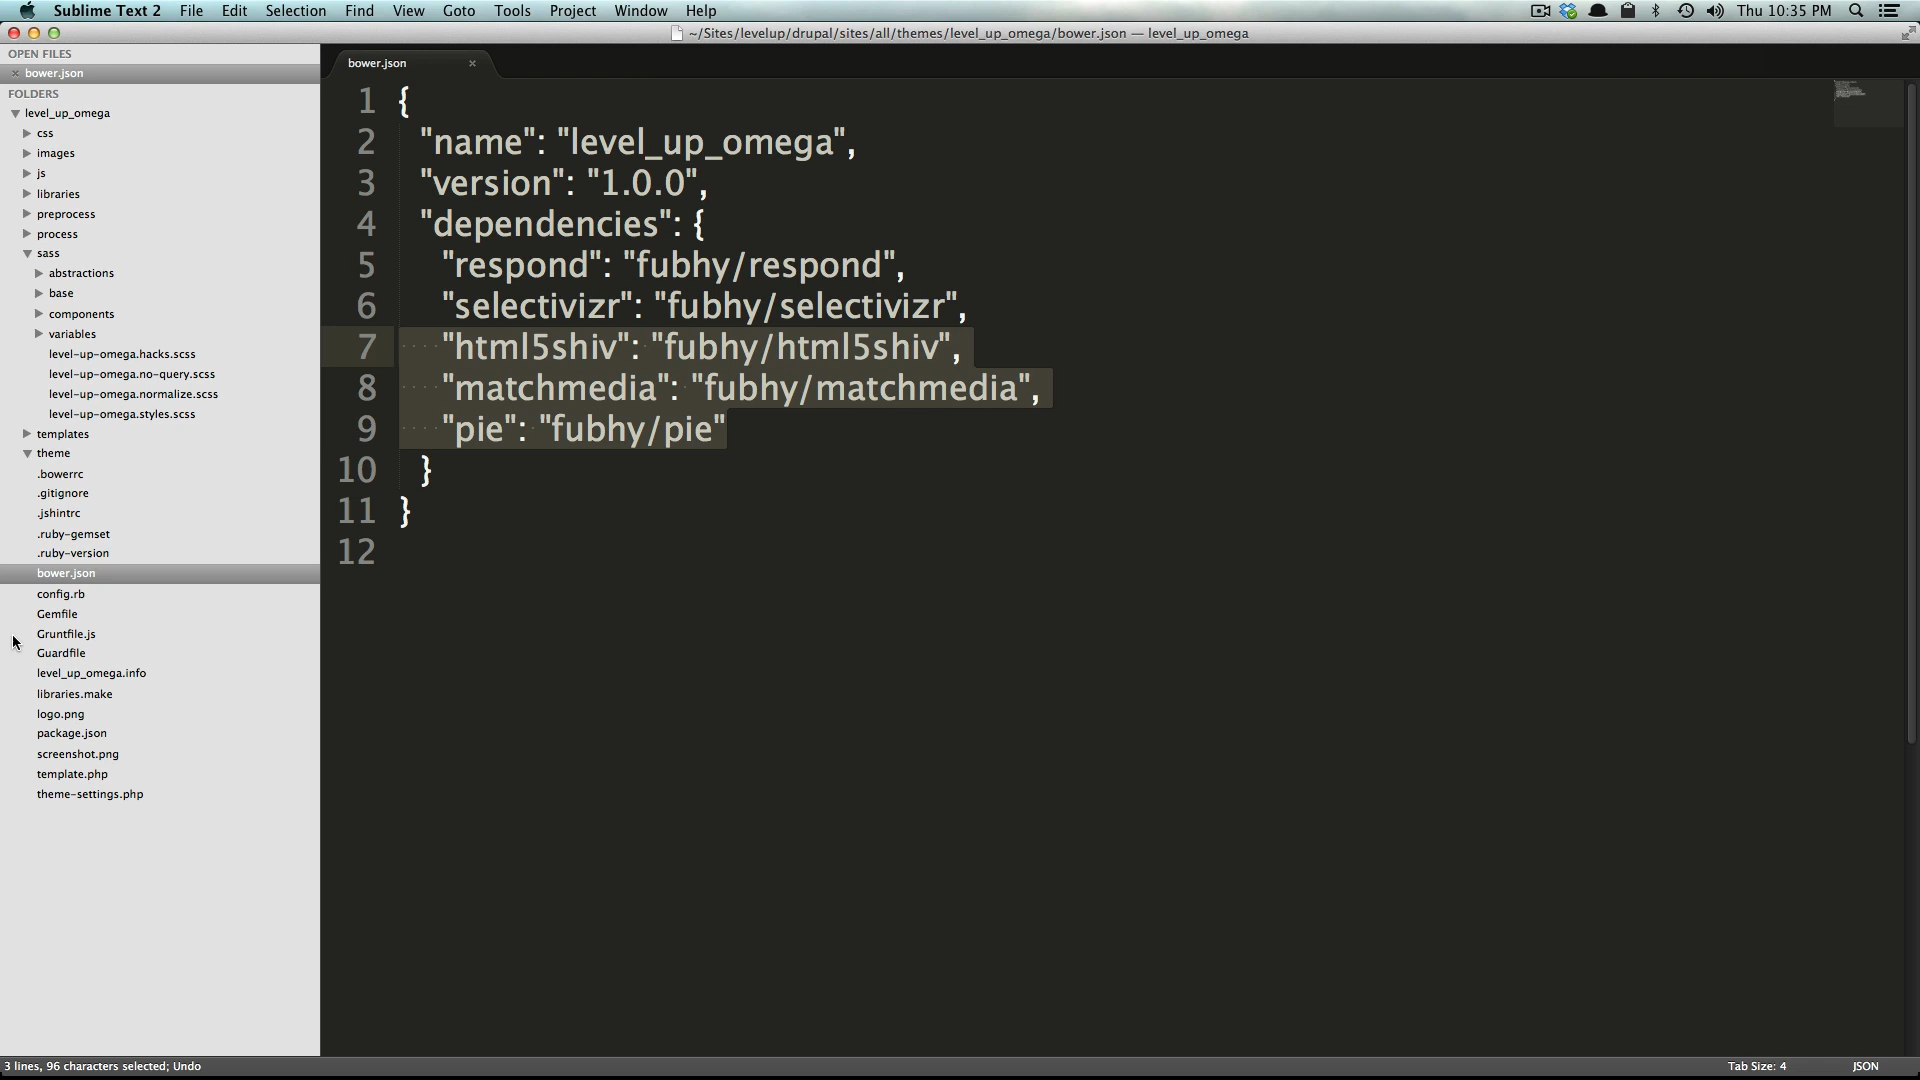 Sublime Text 2 File Edit Selection Find View Goto Tools Project Window Help Thu 10:35 PM
~/Sites/levelup/drupal/sites/all/themes/level_up_omega/bower.json — level_up_omega
OPEN FILES
bower.json
FOLDERS
level_up_omega
css
images
js
libraries
preprocess
process
sass
abstractions
base
components
variables
level-up-omega.hacks.scss
level-up-omega.no-query.scss
level-up-omega.normalize.scss
level-up-omega.styles.scss
templates
theme
.bowerrc
.gitignore
.jshintrc
.ruby-gemset
.ruby-version
bower.json
config.rb
Gemfile
Gruntfile.js
Guardfile
level_up_omega.info
libraries.make
logo.png
package.json
screenshot.png
template.php
theme-settings.php
bower.json
1 {
2 "name": "level_up_omega",
3 "version": "1.0.0",
4 "dependencies": {
5 "respond": "fubhy/respond",
6 "selectivizr": "fubhy/selectivizr",
7 "html5shiv": "fubhy/html5shiv",
8 "matchmedia": "fubhy/matchmedia",
9 "pie": "fubhy/pie"
10 }
11 }
12
3 lines, 96 characters selected; Undo Tab Size: 4 JSON